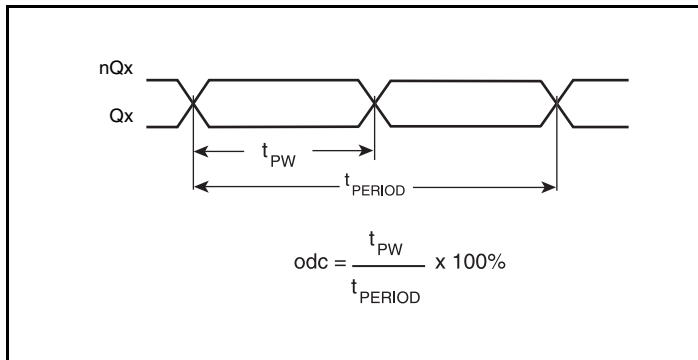 nQx
Qx
tPW
tPERIOD
odc = tPW / tPERIOD x 100%